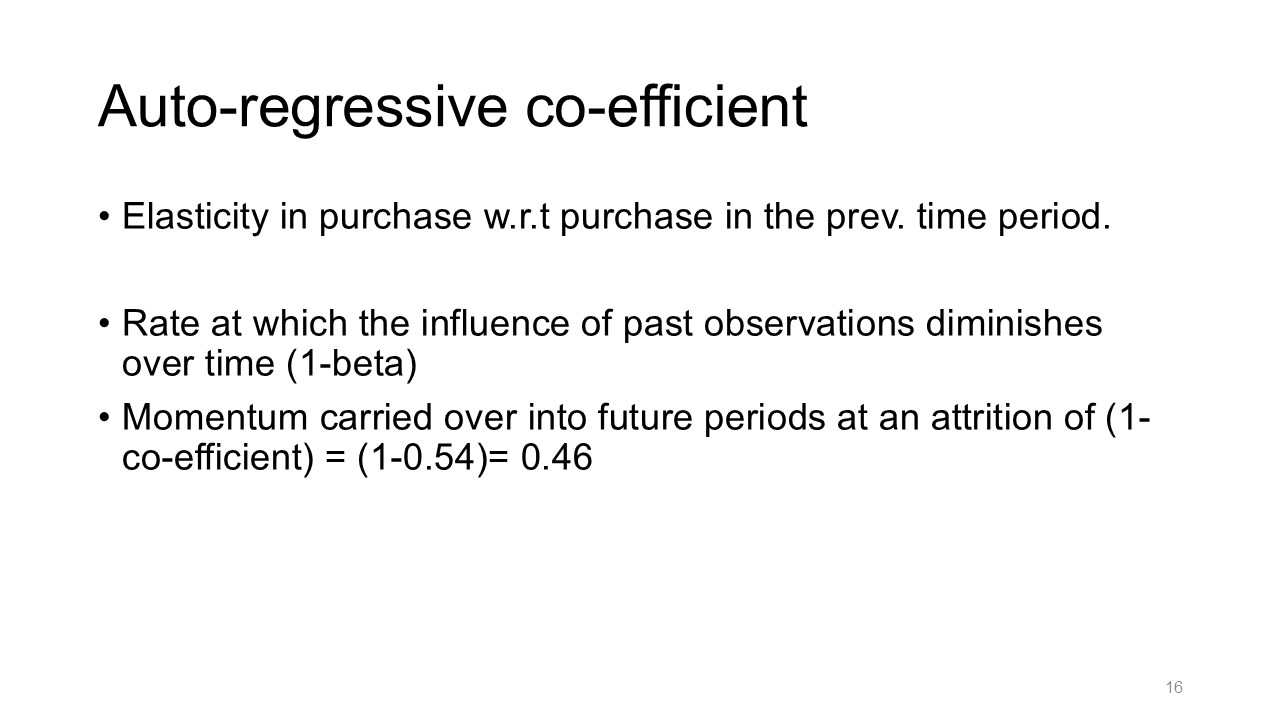 Auto-regressive co-efficient
• Elasticity in purchase w.r.t purchase in the prev. time period.
• Rate at which the influence of past observations diminishes
over time (1-beta)
• Momentum carried over into future periods at an attrition of (1-
co-efficient) = (1-0.54)= 0.46
16